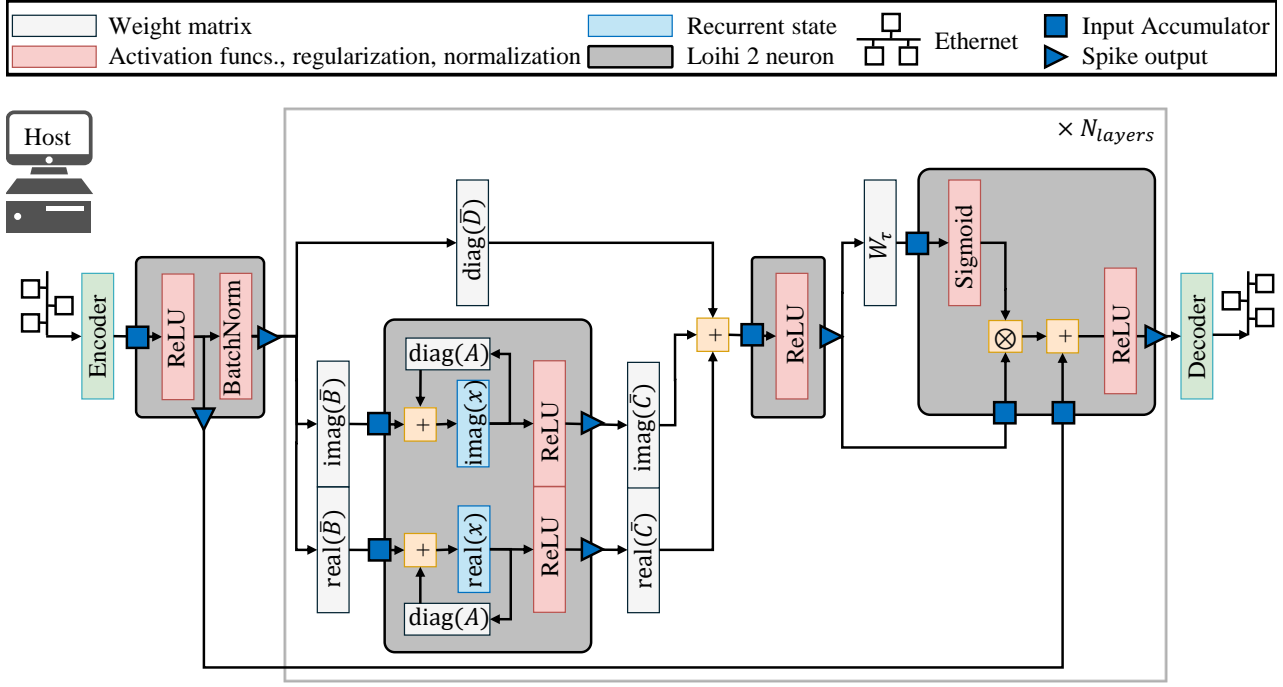 Weight matrix
Recurrent state
Ethernet
Input Accumulator
Activation funcs., regularization, normalization
Loihi 2 neuron
Spike output
Host
× N_layers
Encoder
ReLU
BatchNorm
diag(D̄)
imag(B̄)
real(B̄)
diag(A)
+
imag(x)
ReLU
+
real(x)
ReLU
diag(A)
imag(C̄)
real(C̄)
+
ReLU
W_τ
Sigmoid
⊗
+
ReLU
Decoder